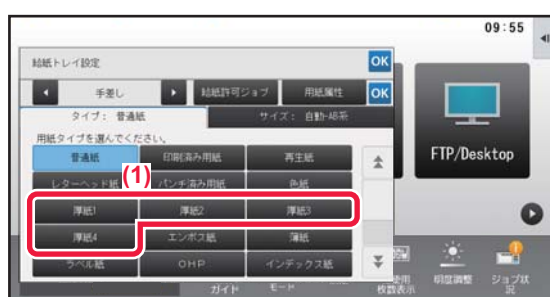 09:55
給紙トレイ設定 OK
手差し 給紙許可ジョブ 用紙属性 OK
タイプ: 普通紙 サイズ: 自動-AB系
用紙タイプを選んでください。
普通紙 印刷済み用紙 再生紙
レターヘッド紙 パンチ済み用紙 色紙
(1)
厚紙1 厚紙2 厚紙3
厚紙4 エンボス紙 薄紙
ラベル紙 OHP インデックス紙
FTP/Desktop
ガイド モード 使用 枚数表示 明度調整 ジョブ状況